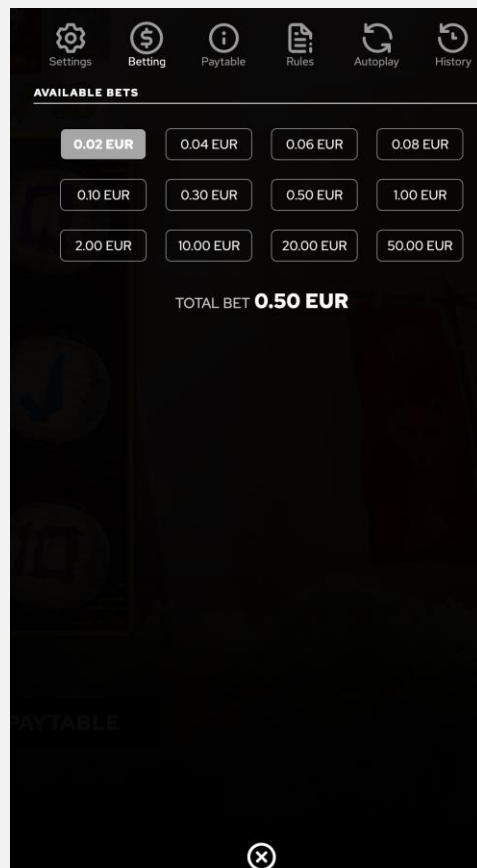 Settings Betting Paytable Rules Autoplay History
AVAILABLE BETS
0.02 EUR 0.04 EUR 0.06 EUR 0.08 EUR
0.10 EUR 0.30 EUR 0.50 EUR 1.00 EUR
2.00 EUR 10.00 EUR 20.00 EUR 50.00 EUR
TOTAL BET 0.50 EUR
10
PAYTABLE